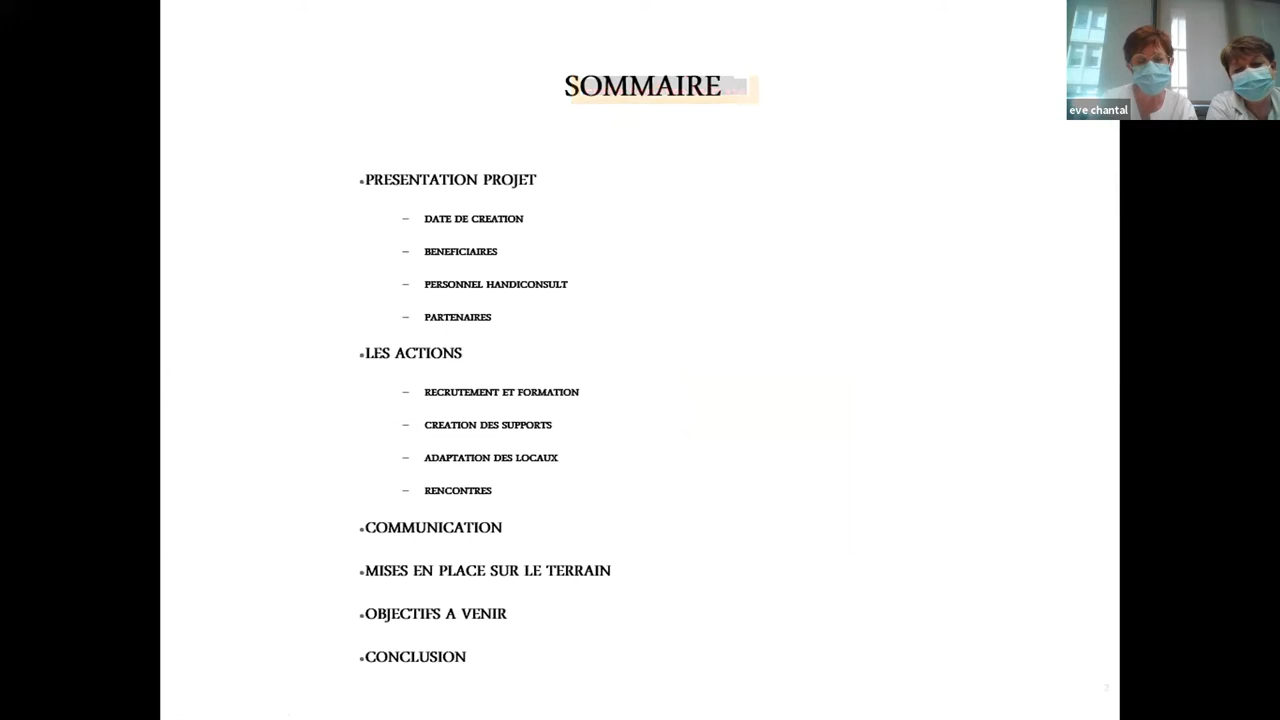 SOMMAIRE
eve chantal
•PRESENTATION PROJET
– DATE DE CREATION
– BENEFICIAIRES
– PERSONNEL HANDICONSULT
– PARTENAIRES
•LES ACTIONS
– RECRUTEMENT ET FORMATION
– CREATION DES SUPPORTS
– ADAPTATION DES LOCAUX
– RENCONTRES
•COMMUNICATION
•MISES EN PLACE SUR LE TERRAIN
•OBJECTIFS A VENIR
•CONCLUSION
2